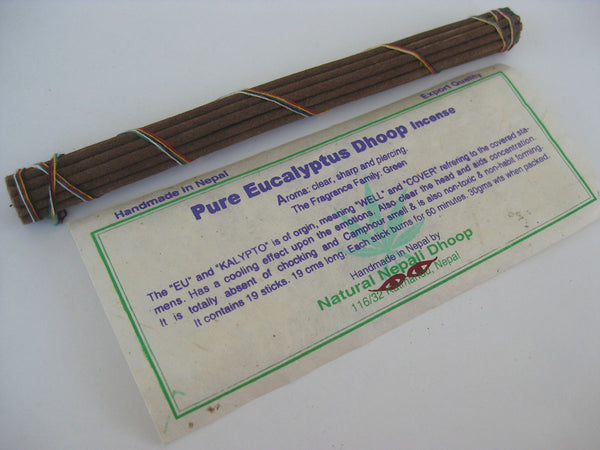 Handmade in Nepal
Export Quality
Pure Eucalyptus Dhoop Incense
Aroma: clear, sharp and piercing.
The Fragrance Family: Green
The "EU" and "KALYPTO" is of orgin, meaning "WELL" and "COVER" refrering to the covered sta-
mens. Has a cooling effect upon the emotions. Also clear the head and aids concentration.
It is totally absent of chocking and Camphour smell & is also non-toxic & non-habit forming.
It contains 19 sticks. 19 cms long. Each stick burns for 60 minutes. 30gms wts when packed.
Handmade in Nepal by
Natural Nepali Dhoop
116/32 Kathmandu, Nepal